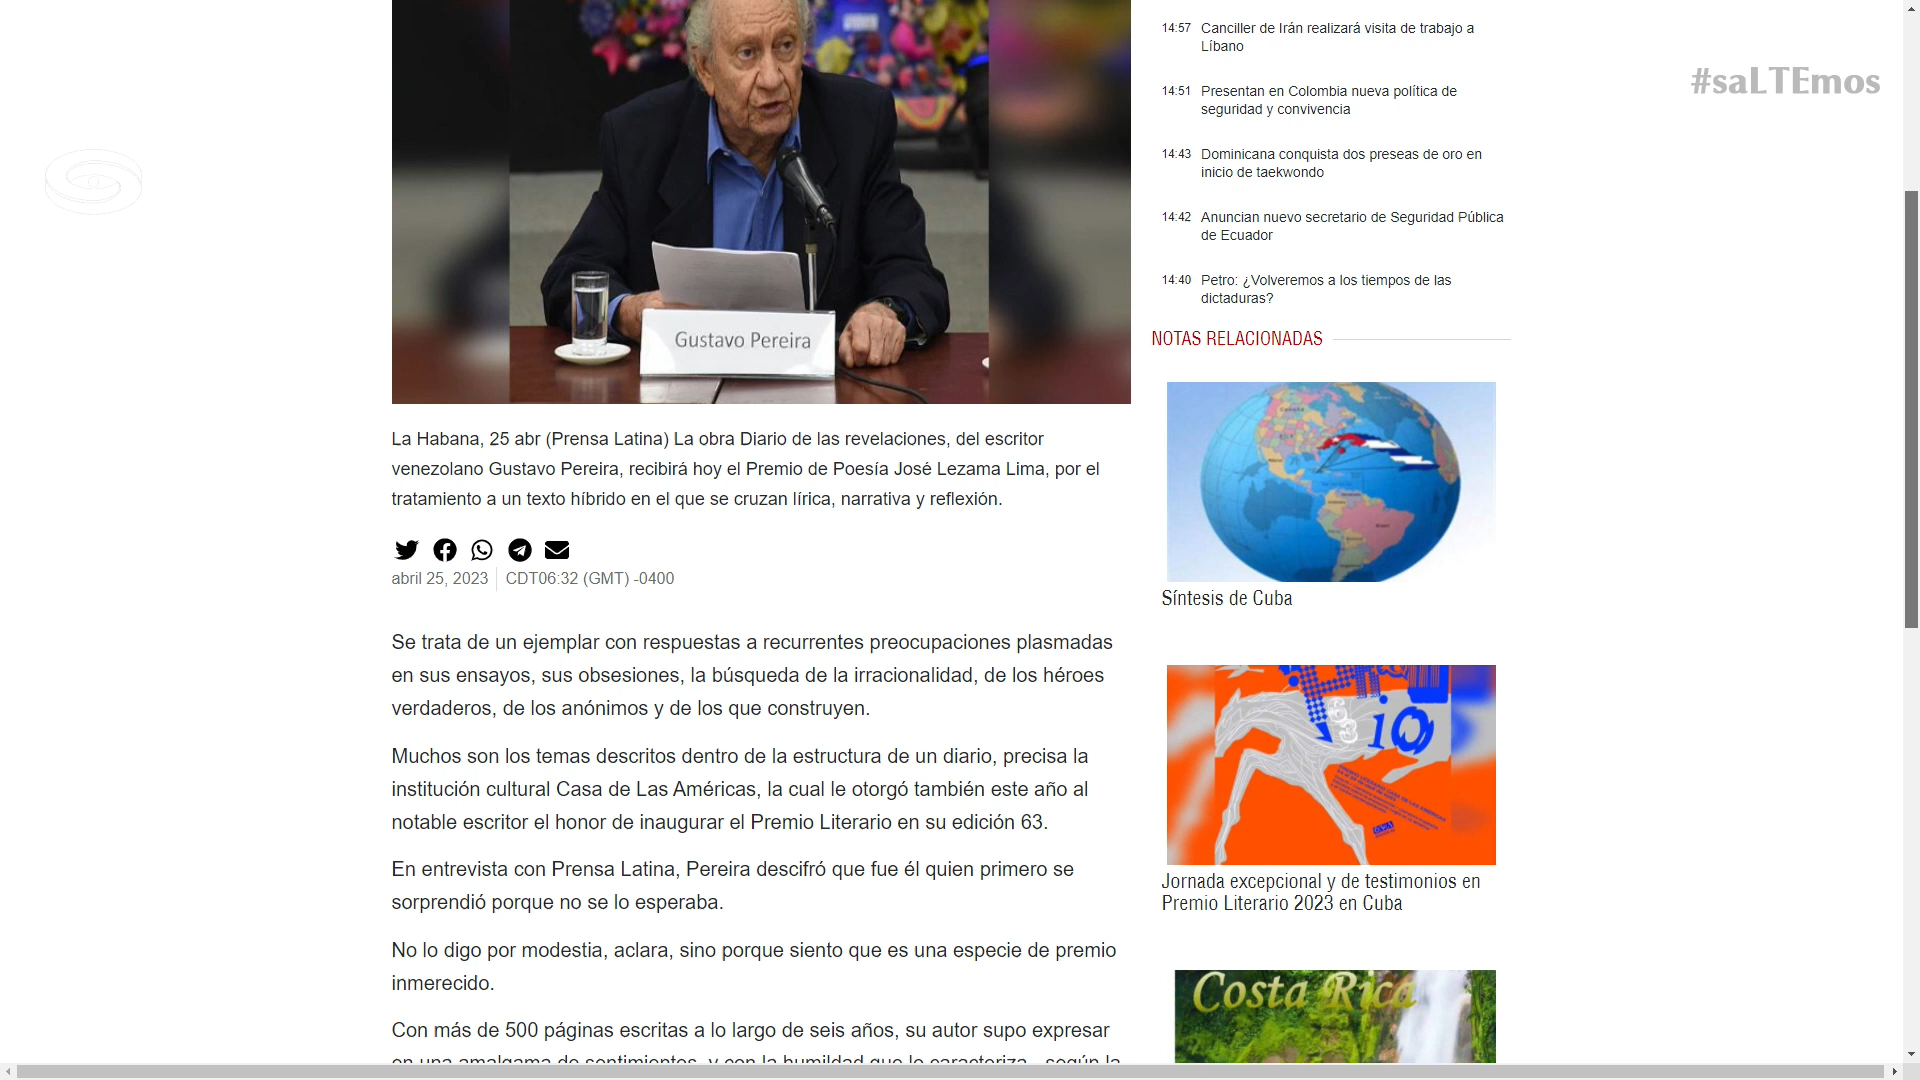 #saLTEmos
Gustavo Pereira
La Habana, 25 abr (Prensa Latina) La obra Diario de las revelaciones, del escritor
venezolano Gustavo Pereira, recibirá hoy el Premio de Poesía José Lezama Lima, por el
tratamiento a un texto híbrido en el que se cruzan lírica, narrativa y reflexión.
abril 25, 2023
CDT06:32 (GMT) -0400
Se trata de un ejemplar con respuestas a recurrentes preocupaciones plasmadas
en sus ensayos, sus obsesiones, la búsqueda de la irracionalidad, de los héroes
verdaderos, de los anónimos y de los que construyen.
Muchos son los temas descritos dentro de la estructura de un diario, precisa la
institución cultural Casa de Las Américas, la cual le otorgó también este año al
notable escritor el honor de inaugurar el Premio Literario en su edición 63.
En entrevista con Prensa Latina, Pereira descifró que fue él quien primero se
sorprendió porque no se lo esperaba.
No lo digo por modestia, aclara, sino porque siento que es una especie de premio
inmerecido.
Con más de 500 páginas escritas a lo largo de seis años, su autor supo expresar
en una amalgama de sentimientos, y con la humildad que lo caracteriza, según la
14:57 Canciller de Irán realizará visita de trabajo a
Líbano
14:51 Presentan en Colombia nueva política de
seguridad y convivencia
14:43 Dominicana conquista dos preseas de oro en
inicio de taekwondo
14:42 Anuncian nuevo secretario de Seguridad Pública
de Ecuador
14:40 Petro: ¿Volveremos a los tiempos de las
dictaduras?
NOTAS RELACIONADAS
Síntesis de Cuba
63
io
Jornada excepcional y de testimonios en
Premio Literario 2023 en Cuba
Costa Rica